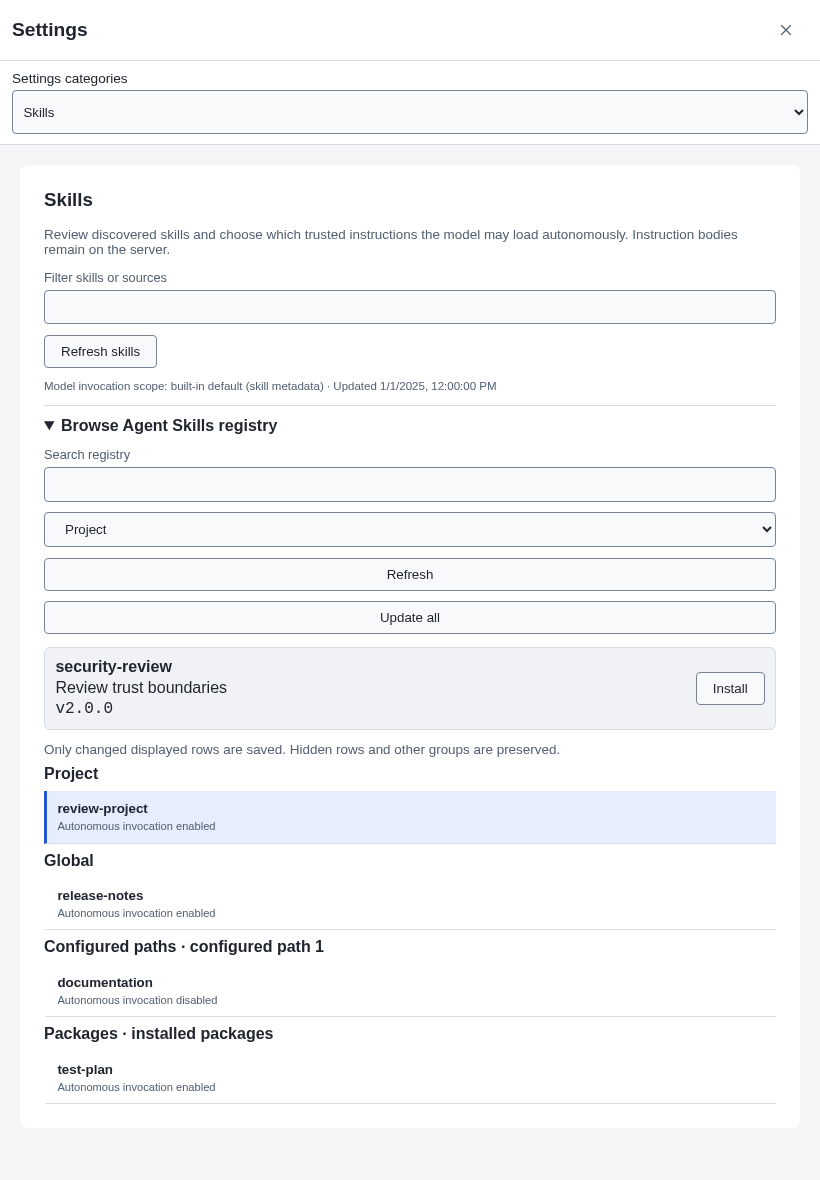 Settings
Settings categories
Skills
Skills
Review discovered skills and choose which trusted instructions the model may load autonomously. Instruction bodies
remain on the server.
Filter skills or sources
Refresh skills
Model invocation scope: built-in default (skill metadata) · Updated 1/1/2025, 12:00:00 PM
Browse Agent Skills registry
Search registry
Project
Refresh
Update all
security-review
Review trust boundaries
v2.0.0
Install
Only changed displayed rows are saved. Hidden rows and other groups are preserved.
Project
review-project
Autonomous invocation enabled
Global
release-notes
Autonomous invocation enabled
Configured paths · configured path 1
documentation
Autonomous invocation disabled
Packages · installed packages
test-plan
Autonomous invocation enabled